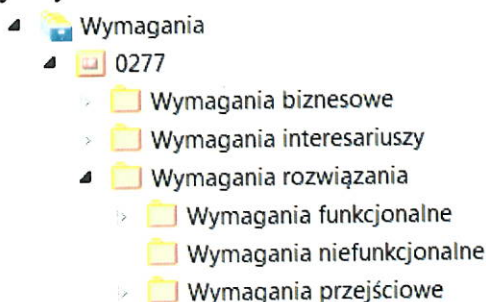 Wymagania
0277
Wymagania biznesowe
Wymagania interesariuszy
Wymagania rozwiązania
Wymagania funkcjonalne
Wymagania niefunkcjonalne
Wymagania przejściowe